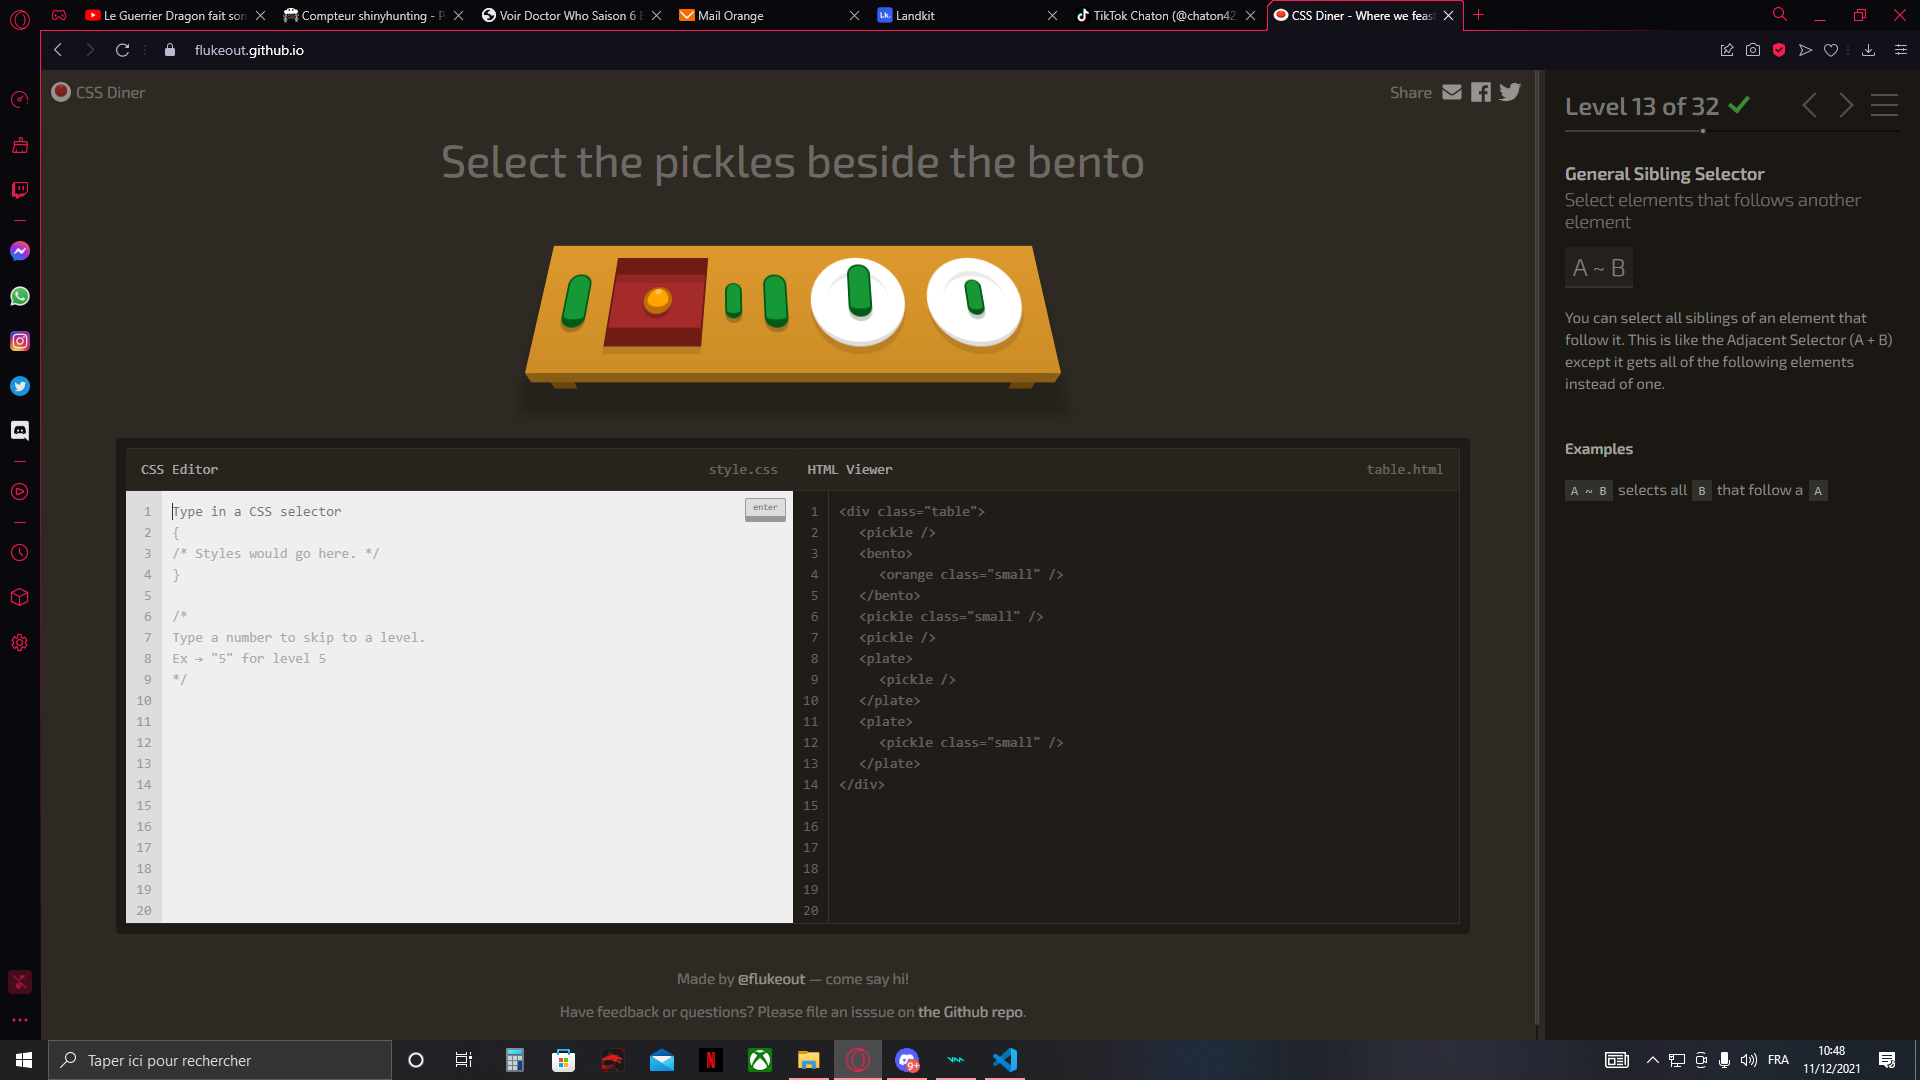 Le Guerrier Dragon fait son
Compteur shinyhunting - P
Voir Doctor Who Saison 6 E
Mail Orange
Lk.
Landkit
TikTok Chaton (@chaton42
CSS Diner - Where we feast
flukeout.github.io
CSS Diner
Share
Select the pickles beside the bento
CSS Editor
style.css
HTML Viewer
table.html
1
2
3
4
5
6
7
8
9
10
11
12
13
14
15
16
17
18
19
20
Type in a CSS selector
{
/* Styles would go here. */
}
/*
Type a number to skip to a level.
Ex → "5" for level 5
*/
enter
1
2
3
4
5
6
7
8
9
10
11
12
13
14
15
16
17
18
19
20
<div class="table">
<pickle />
<bento>
<orange class="small" />
</bento>
<pickle class="small" />
<pickle />
<plate>
<pickle />
</plate>
<plate>
<pickle class="small" />
</plate>
</div>
Made by @flukeout — come say hi!
Have feedback or questions? Please file an isssue on the Github repo.
Level 13 of 32
General Sibling Selector
Select elements that follows another
element
A ~ B
You can select all siblings of an element that
follow it. This is like the Adjacent Selector (A + B)
except it gets all of the following elements
instead of one.
Examples
A ~ B selects all B that follow a A
Taper ici pour rechercher
N
9+
FRA
10:48
11/12/2021